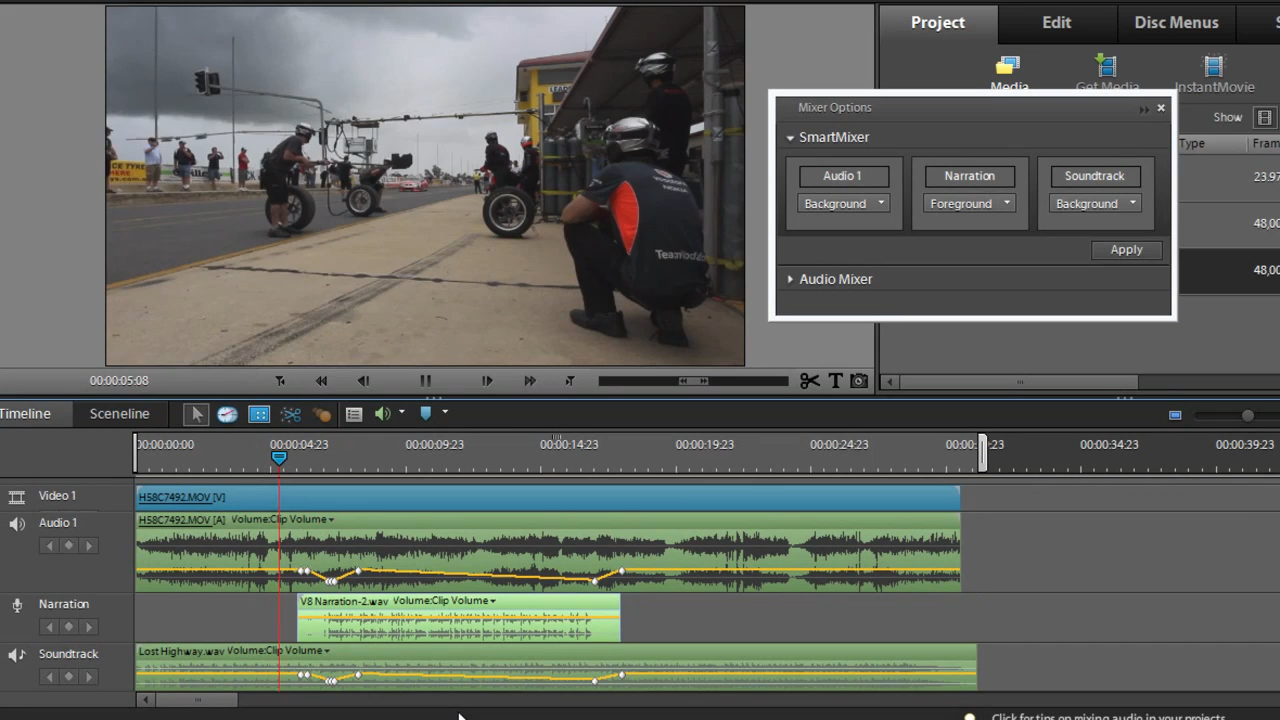 Project Edit Disc Menus
Media Get Media InstantMovie
Mixer Options
Show
SmartMixer
Type Fram
Audio 1 Narration Soundtrack
Background Foreground Background
23.97
48,00
Apply
48,00
Audio Mixer
00:00:05:08
Timeline Sceneline
00:00:00:00 00:00:04:23 00:00:09:23 00:00:14:23 00:00:19:23 00:00:24:23 00:00: :23 00:00:34:23 00:00:39:23
Video 1 H58C7492.MOV [V]
Audio 1 H58C7492.MOV [A] Volume:Clip Volume
Narration V8 Narration-2.wav Volume:Clip Volume
Soundtrack Lost Highway.wav Volume:Clip Volume
Click for tips on mixing audio in your projects